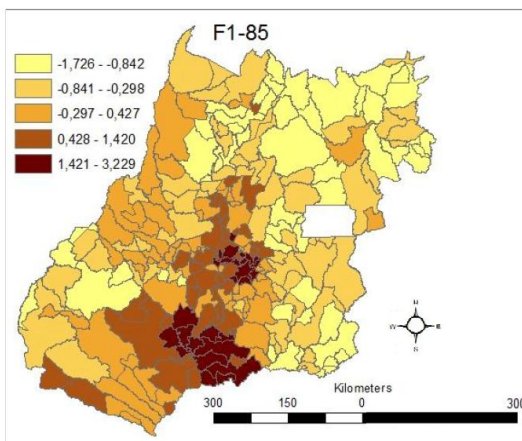 F1-85
-1,726 - -0,842
-0,841 - -0,298
-0,297 - 0,427
0,428 - 1,420
1,421 - 3,229
N
W E
S
Kilometers
300 150 0 300